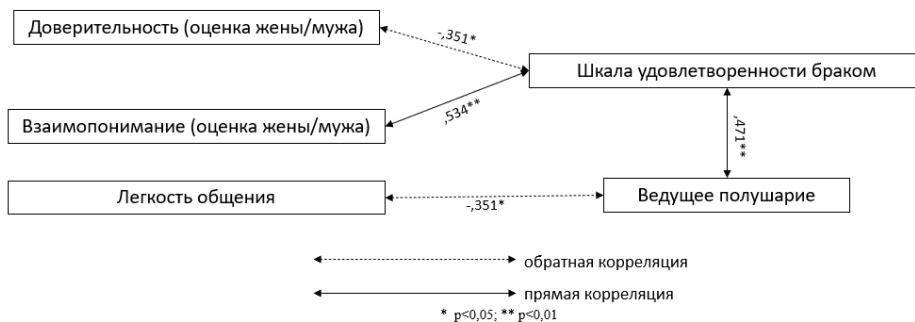 Доверительность (оценка жены/мужа)
-,351*
Шкала удовлетворенности браком
Взаимопонимание (оценка жены/мужа)
,534**
,471**
Легкость общения
-,351*
Ведущее полушарие
обратная корреляция
прямая корреляция
* p<0,05; ** p<0,01